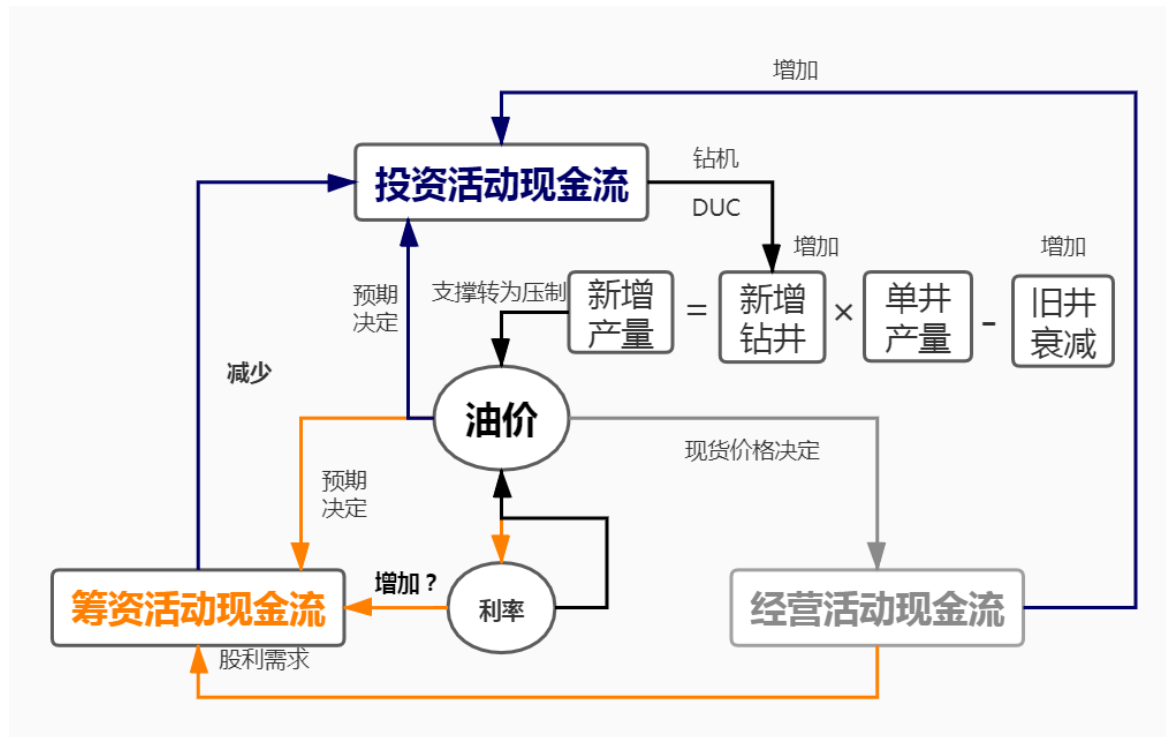 增加
投资活动现金流
钻机
DUC
增加
增加
预期
决定
支撑转为压制
新增
产量
=
新增
钻井
×
单井
产量
-
旧井
衰减
减少
油价
现货价格决定
预期
决定
筹资活动现金流
增加？
利率
经营活动现金流
股利需求